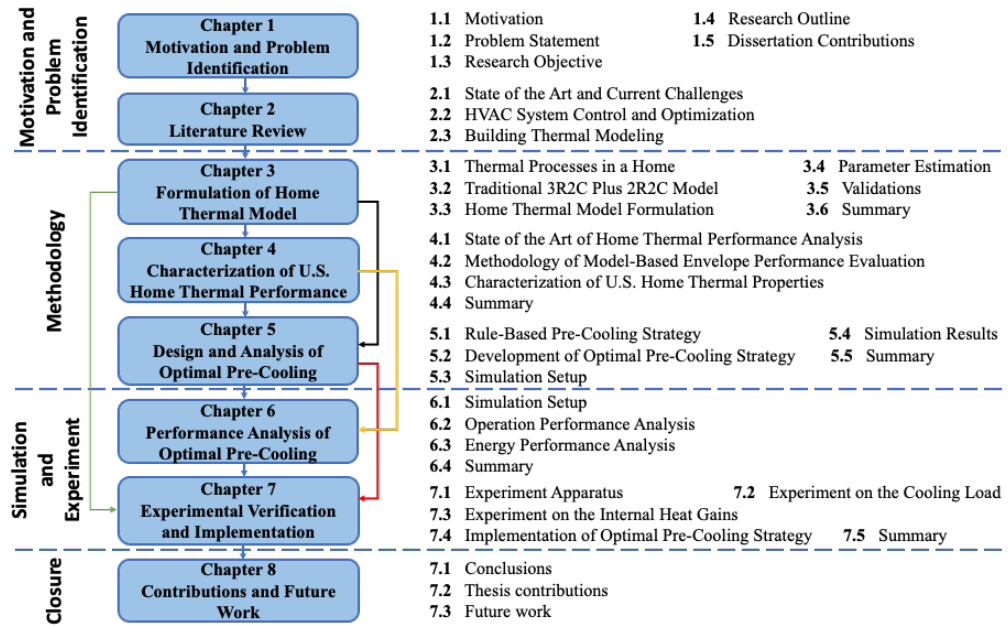 Motivation and
Problem
Identification
Chapter 1
Motivation and Problem
Identification
1.1 Motivation
1.4 Research Outline
1.2 Problem Statement
1.5 Dissertation Contributions
1.3 Research Objective
Chapter 2
Literature Review
2.1 State of the Art and Current Challenges
2.2 HVAC System Control and Optimization
2.3 Building Thermal Modeling
Methodology
Chapter 3
Formulation of Home
Thermal Model
3.1 Thermal Processes in a Home
3.4 Parameter Estimation
3.2 Traditional 3R2C Plus 2R2C Model
3.5 Validations
3.3 Home Thermal Model Formulation
3.6 Summary
Chapter 4
Characterization of U.S.
Home Thermal Performance
4.1 State of the Art of Home Thermal Performance Analysis
4.2 Methodology of Model-Based Envelope Performance Evaluation
4.3 Characterization of U.S. Home Thermal Properties
4.4 Summary
Chapter 5
Design and Analysis of
Optimal Pre-Cooling
5.1 Rule-Based Pre-Cooling Strategy
5.4 Simulation Results
5.2 Development of Optimal Pre-Cooling Strategy
5.5 Summary
5.3 Simulation Setup
Simulation
and
Experiment
Chapter 6
Performance Analysis of
Optimal Pre-Cooling
6.1 Simulation Setup
6.2 Operation Performance Analysis
6.3 Energy Performance Analysis
6.4 Summary
Chapter 7
Experimental Verification
and Implementation
7.1 Experiment Apparatus
7.2 Experiment on the Cooling Load
7.3 Experiment on the Internal Heat Gains
7.4 Implementation of Optimal Pre-Cooling Strategy
7.5 Summary
Closure
Chapter 8
Contributions and Future
Work
7.1 Conclusions
7.2 Thesis contributions
7.3 Future work